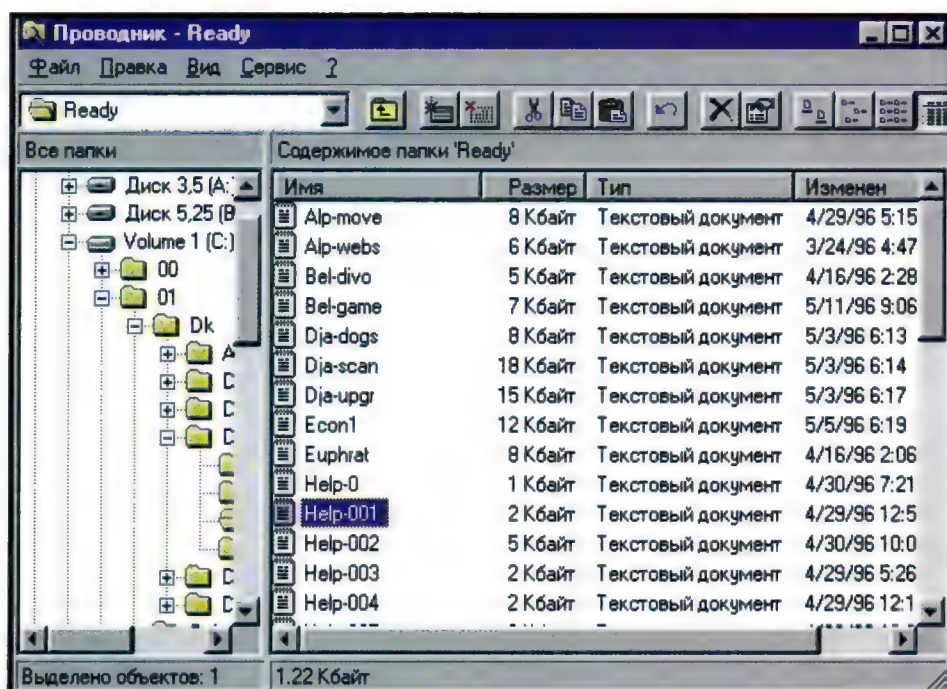 Проводник - Ready
Файл Правка Вид Сервис ?
Ready
Все папки Содержимое папки 'Ready'
Диск 3,5 (A:
Диск 5,25 (B
Volume 1 (C:)
00
01
Dk
Имя Размер Тип Изменен
Alp-move 8 Кбайт Текстовый документ 4/29/96 5:15
Alp-webs 6 Кбайт Текстовый документ 3/24/96 4:47
Bel-divo 5 Кбайт Текстовый документ 4/16/96 2:28
Bel-game 7 Кбайт Текстовый документ 5/11/96 9:06
Dja-dogs 8 Кбайт Текстовый документ 5/3/96 6:13
Dja-scan 18 Кбайт Текстовый документ 5/3/96 6:14
Dja-upgr 15 Кбайт Текстовый документ 5/3/96 6:17
Econ1 12 Кбайт Текстовый документ 5/5/96 6:19
Euphrat 8 Кбайт Текстовый документ 4/16/96 2:06
Help-0 1 Кбайт Текстовый документ 4/30/96 7:21
Help-001 2 Кбайт Текстовый документ 4/29/96 12:5
Help-002 5 Кбайт Текстовый документ 4/30/96 10:0
Help-003 2 Кбайт Текстовый документ 4/29/96 5:26
Help-004 2 Кбайт Текстовый документ 4/29/96 12:1
Выделено объектов: 1 1.22 Кбайт